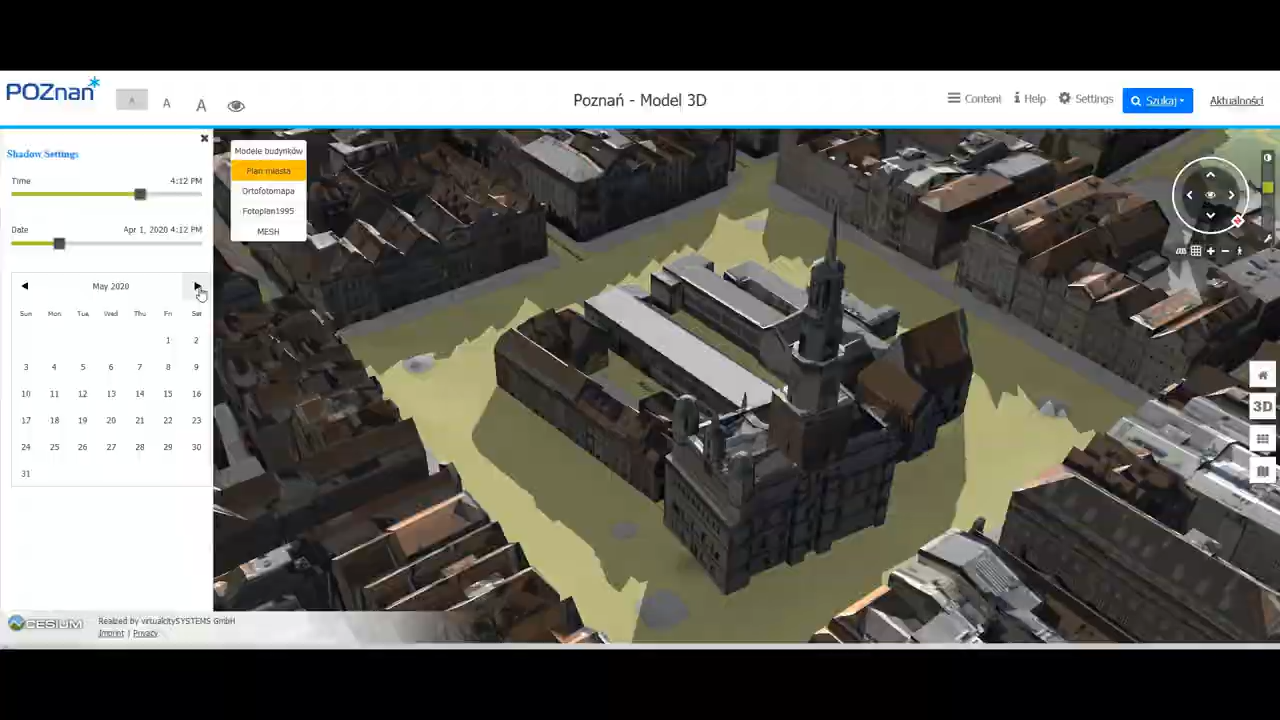 POZnan*
A A A
Poznań - Model 3D
Content Help Settings Szukaj Aktualności
Shadow Settings
Time 4:12 PM
Date Apr 1, 2020 4:12 PM
May 2020
Sun Mon Tue Wed Thu Fri Sat
1 2
3 4 5 6 7 8 9
10 11 12 13 14 15 16
17 18 19 20 21 22 23
24 25 26 27 28 29 30
31
Modele budynków
Plan miasta
Ortofotomapa
Fotoplan1995
MESH
3D
CESIUM
Realized by virtualcitySYSTEMS GmbH
Imprint | Privacy